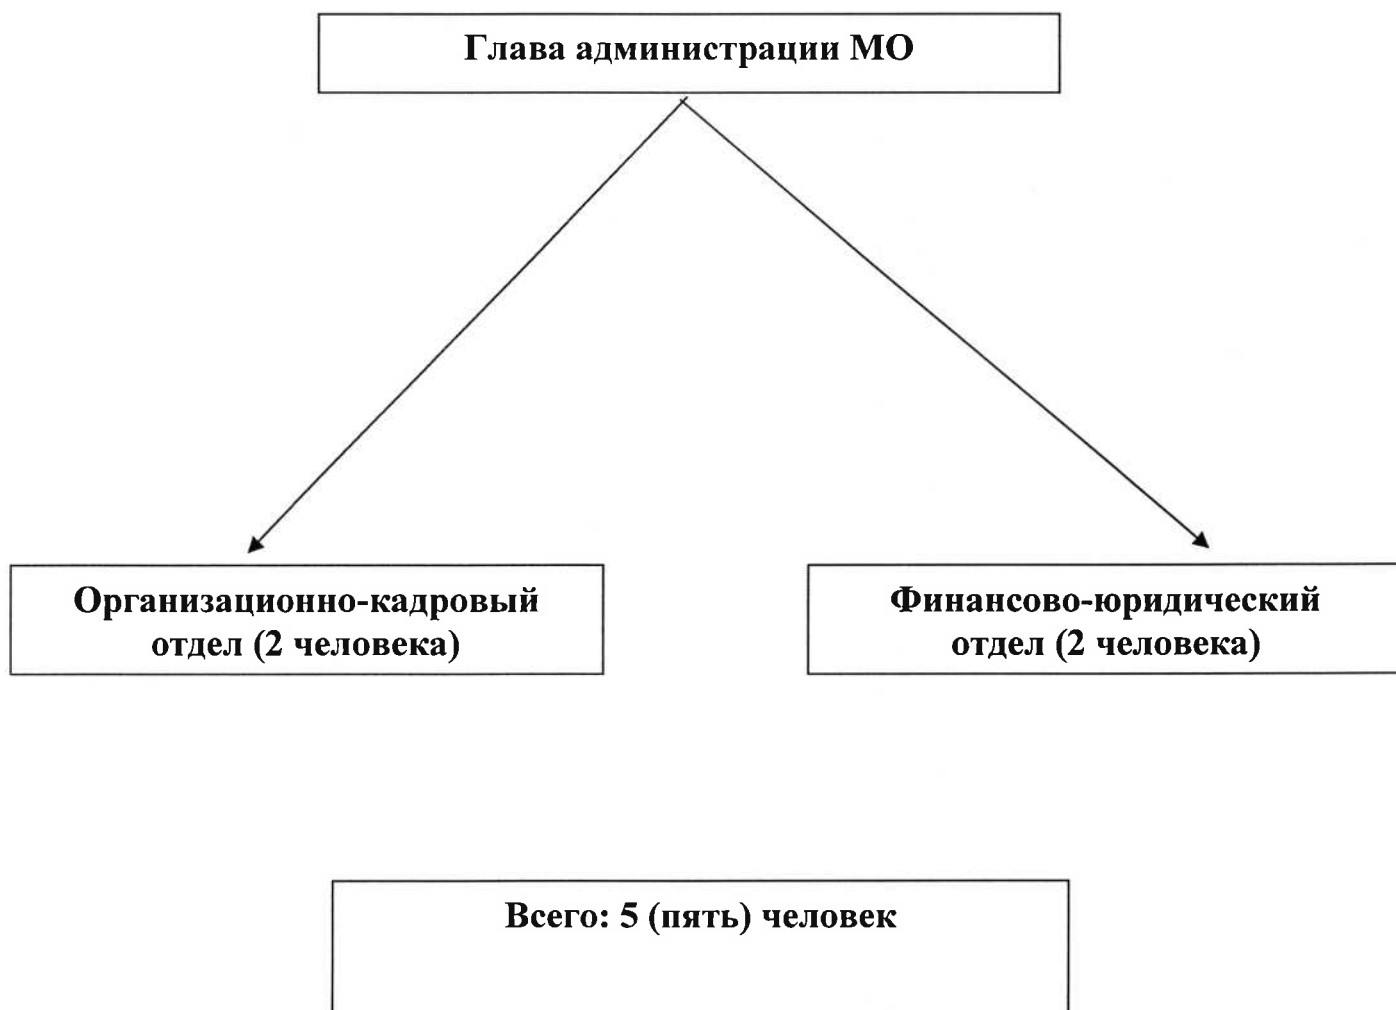 Глава администрации МО
Организационно-кадровый
отдел (2 человека)
Финансово-юридический
отдел (2 человека)
Всего: 5 (пять) человек